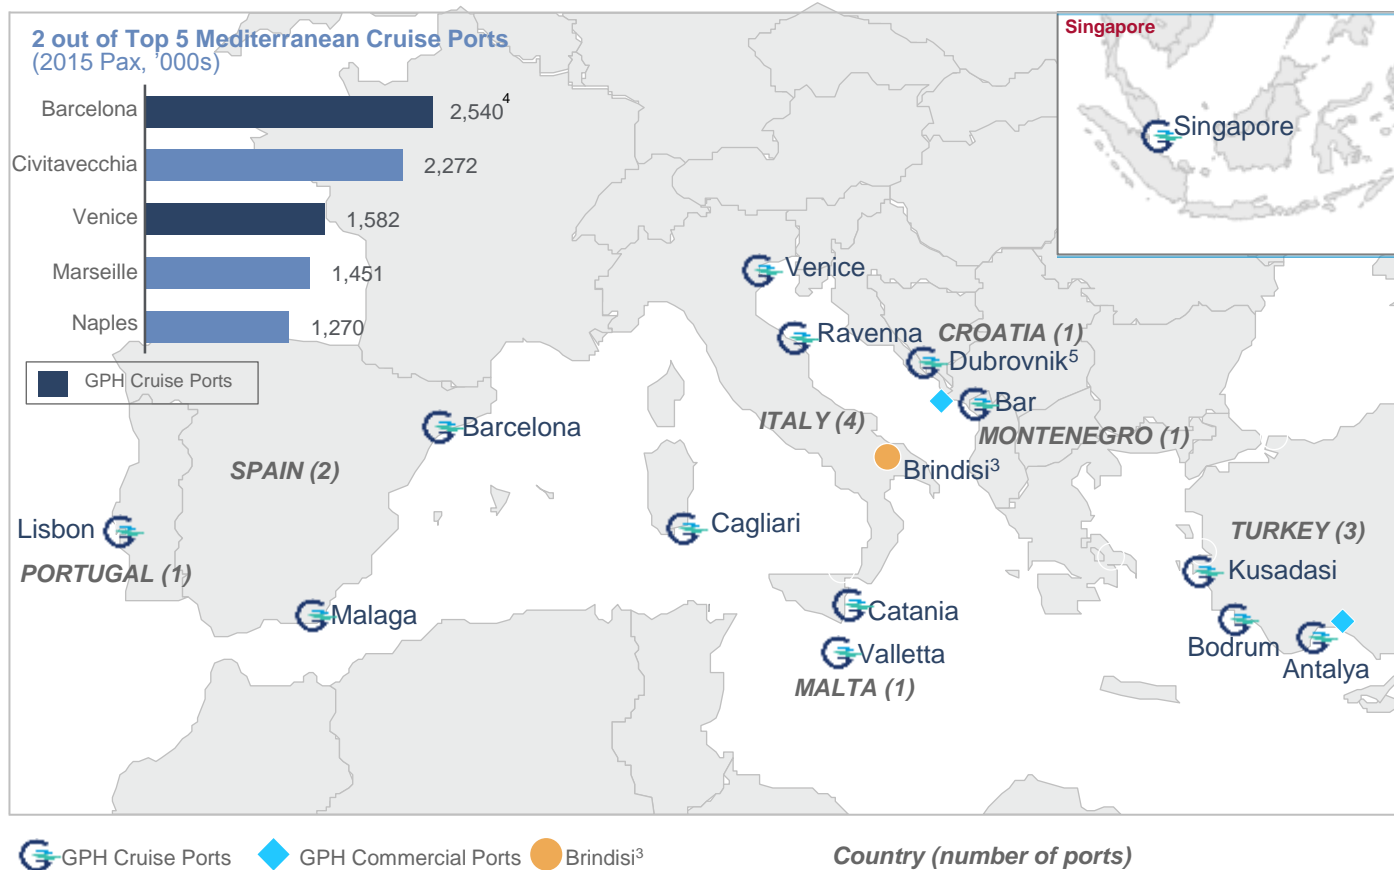 2 out of Top 5 Mediterranean Cruise Ports
(2015 Pax, '000s)
Barcelona 2,540⁴
Civitavecchia 2,272
Venice 1,582
Marseille 1,451
Naples 1,270
GPH Cruise Ports
Singapore
Singapore
Venice
Ravenna
CROATIA (1)
Dubrovnik⁵
Bar
ITALY (4)
MONTENEGRO (1)
Barcelona
SPAIN (2)
Brindisi³
Lisbon
Cagliari
TURKEY (3)
PORTUGAL (1)
Kusadasi
Malaga
Catania
Bodrum
Valletta
Antalya
MALTA (1)
GPH Cruise Ports GPH Commercial Ports Brindisi³ Country (number of ports)